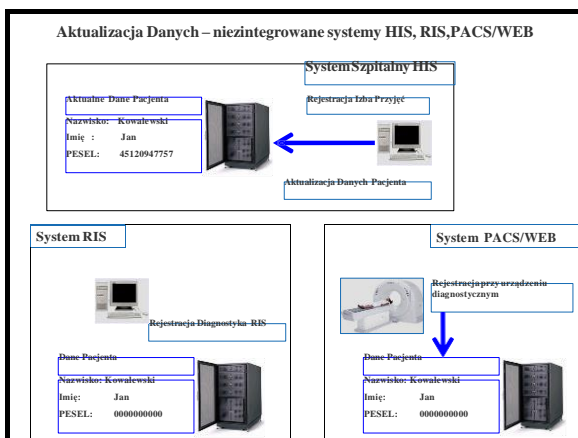 Aktualizacja Danych – niezintegrowane systemy HIS, RIS,PACS/WEB
System Szpitalny HIS
Aktualne Dane Pacjenta
Rejestracja Izba Przyjęć
Nazwisko: Kowalewski
Imię : Jan
PESEL: 45120947757
Aktualizacja Danych Pacjenta
System RIS
Rejestracja Diagnostyka RIS
Dane Pacjenta
Nazwisko: Kowalewski
Imię: Jan
PESEL: 0000000000
System PACS/WEB
Rejestracja przy urządzeniu
diagnostycznym
Dane Pacjenta
Nazwisko: Kowalewski
Imię: Jan
PESEL: 0000000000